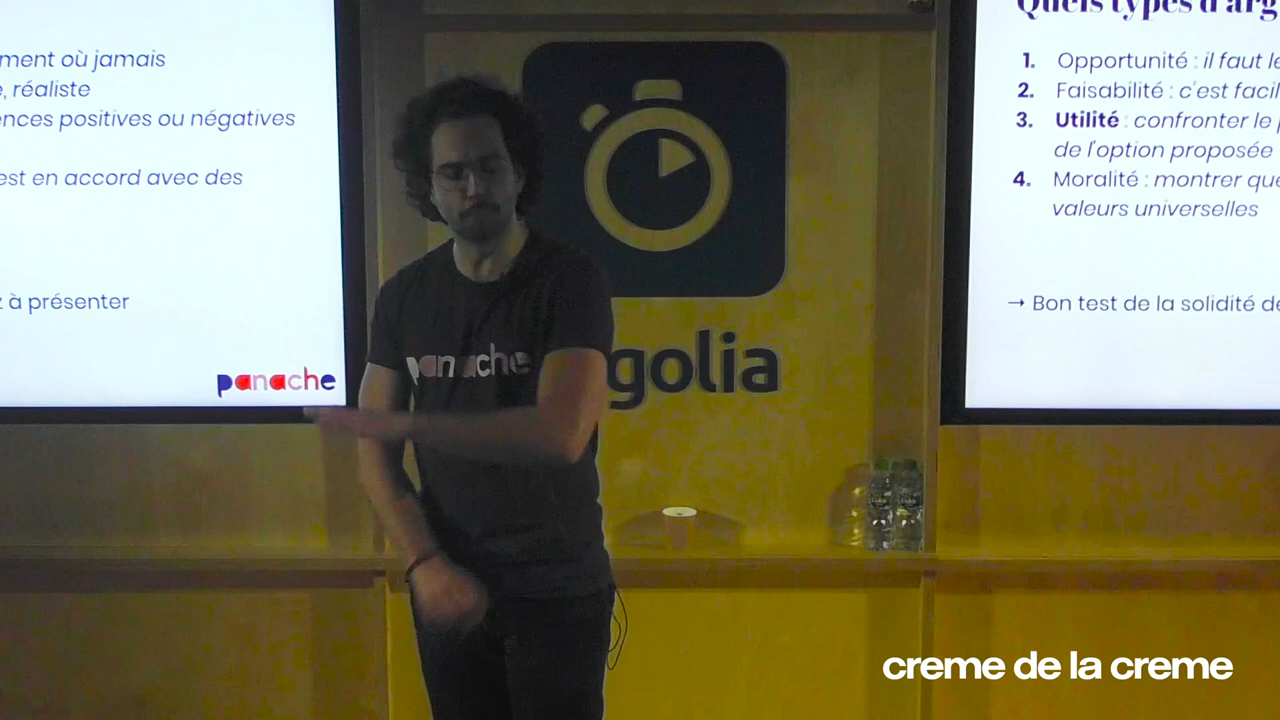 ment où jamais
e, réaliste
ences positives ou négatives
est en accord avec des
z à présenter
panache
panache
golia
Quels types d'arg
1. Opportunité : il faut le
2. Faisabilité : c'est facil
3. Utilité : confronter le
de l'option proposée
4. Moralité : montrer que
valeurs universelles
→ Bon test de la solidité de
creme de la creme